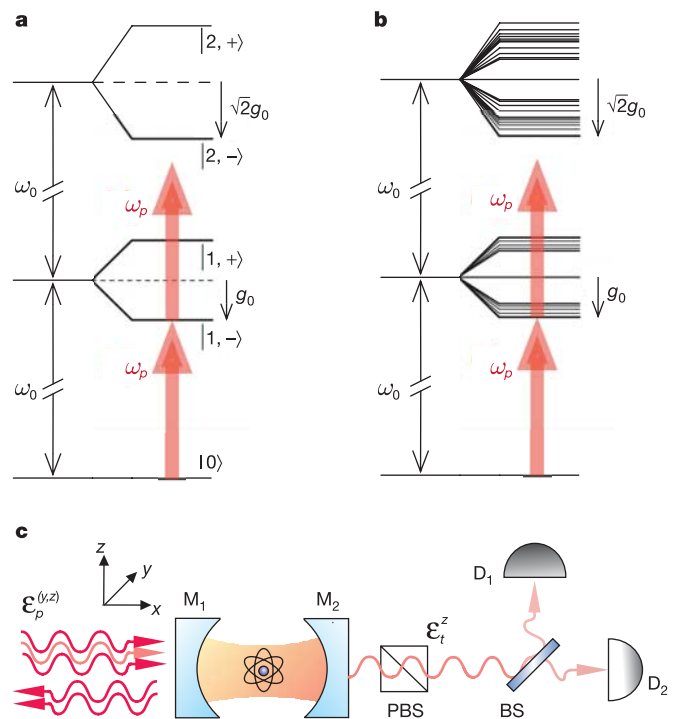 a
|2, +⟩
√2g₀
|2, −⟩
ω₀
ωₚ
|1, +⟩
g₀
|1, −⟩
ωₚ
ω₀
|0⟩
b
√2g₀
ω₀
ωₚ
g₀
ωₚ
ω₀
c
z
y
x
ℰₚ^(y,z)
M₁
M₂
ℰₜ^z
PBS
BS
D₁
D₂